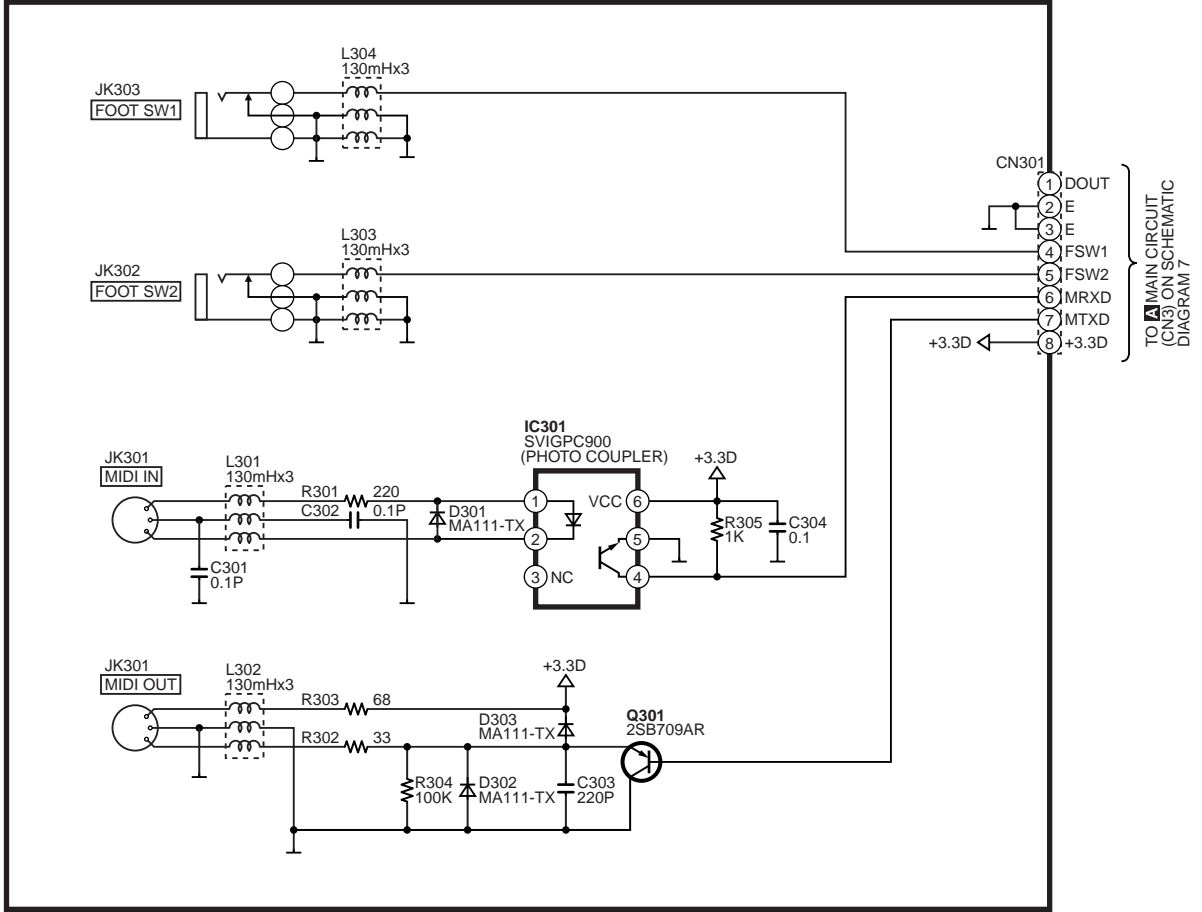 L304
130mHx3
JK303
FOOT SW1
CN301
1 DOUT
2 E
3 E
4 FSW1
5 FSW2
6 MRXD
7 MTXD
8 +3.3D
+3.3D
TO A MAIN CIRCUIT
(CN3) ON SCHEMATIC
DIAGRAM 7
L303
130mHx3
JK302
FOOT SW2
IC301
SVIGPC900
(PHOTO COUPLER)
JK301
MIDI IN
L301
130mHx3
R301 220
C302 0.1P
D301
MA111-TX
C301
0.1P
1
2
3 NC
VCC 6
5
4
+3.3D
R305
1K
C304
0.1
JK301
MIDI OUT
L302
130mHx3
R303 68
R302 33
+3.3D
D303
MA111-TX
Q301
2SB709AR
R304
100K
D302
MA111-TX
C303
220P